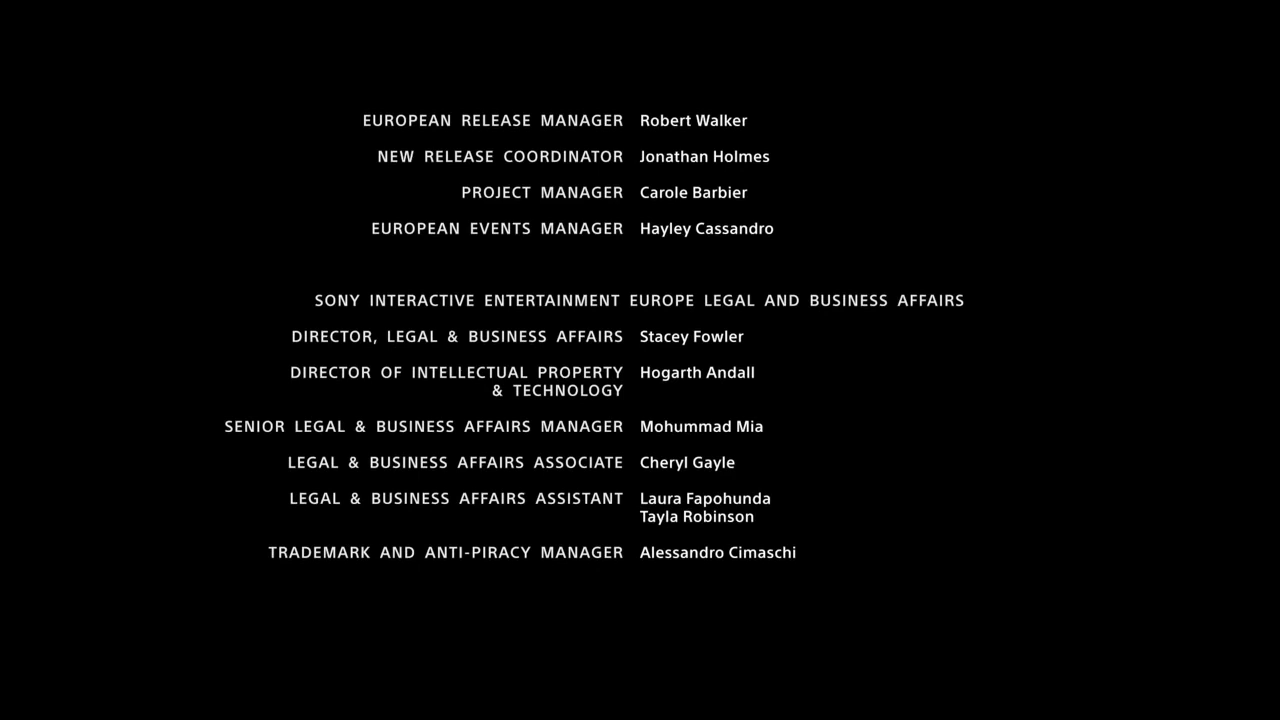 EUROPEAN RELEASE MANAGER Robert Walker
NEW RELEASE COORDINATOR Jonathan Holmes
PROJECT MANAGER Carole Barbier
EUROPEAN EVENTS MANAGER Hayley Cassandro
SONY INTERACTIVE ENTERTAINMENT EUROPE LEGAL AND BUSINESS AFFAIRS
DIRECTOR, LEGAL & BUSINESS AFFAIRS Stacey Fowler
DIRECTOR OF INTELLECTUAL PROPERTY Hogarth Andall
& TECHNOLOGY
SENIOR LEGAL & BUSINESS AFFAIRS MANAGER Mohummad Mia
LEGAL & BUSINESS AFFAIRS ASSOCIATE Cheryl Gayle
LEGAL & BUSINESS AFFAIRS ASSISTANT Laura Fapohunda
Tayla Robinson
TRADEMARK AND ANTI-PIRACY MANAGER Alessandro Cimaschi